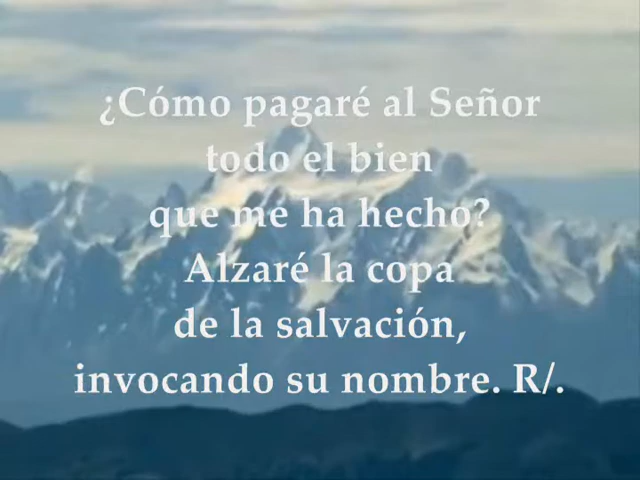 ¿Cómo pagaré al Señor
todo el bien
que me ha hecho?
Alzaré la copa
de la salvación,
invocando su nombre. R/.